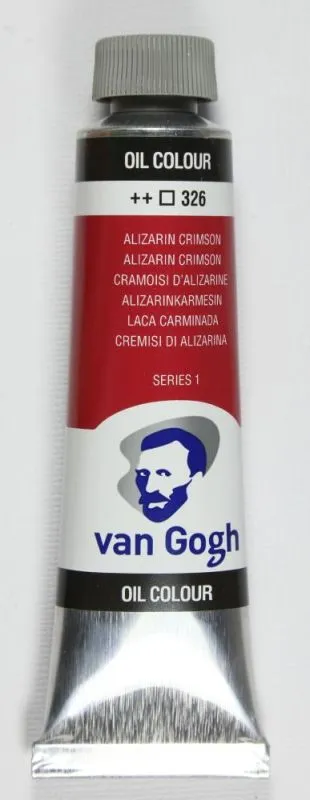 OIL COLOUR
++ □ 326
ALIZARIN CRIMSON
ALIZARIN CRIMSON
CRAMOISI D'ALIZARINE
ALIZARINKARMESIN
LACA CARMINADA
CREMISI DI ALIZARINA
SERIES 1
van Gogh
OIL COLOUR